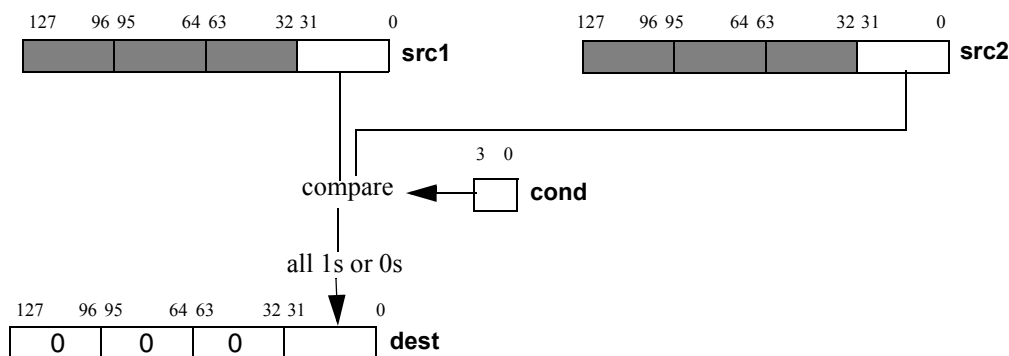 127 96 95 64 63 32 31 0 127 96 95 64 63 32 31 0
src1 src2
3 0
compare cond
all 1s or 0s
127 96 95 64 63 32 31 0
0 0 0 dest